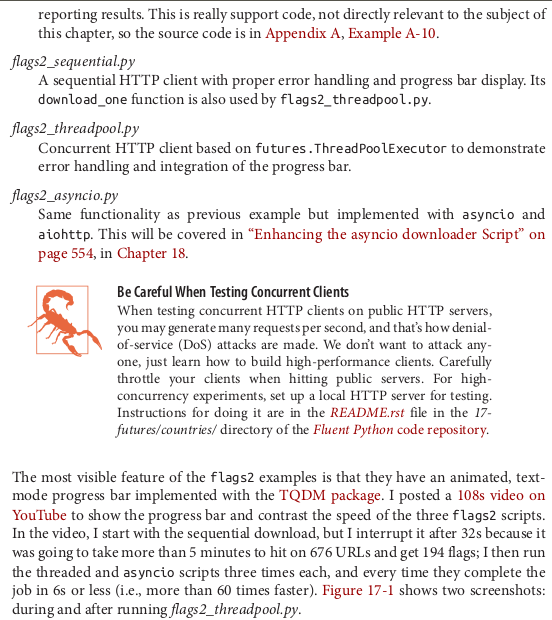 reporting results. This is really support code, not directly relevant to the subject of
this chapter, so the source code is in Appendix A, Example A-10.
flags2_sequential.py
A sequential HTTP client with proper error handling and progress bar display. Its
download_one function is also used by flags2_threadpool.py.
flags2_threadpool.py
Concurrent HTTP client based on futures.ThreadPoolExecutor to demonstrate
error handling and integration of the progress bar.
flags2_asyncio.py
Same functionality as previous example but implemented with asyncio and
aiohttp. This will be covered in “Enhancing the asyncio downloader Script” on
page 554, in Chapter 18.
Be Careful When Testing Concurrent Clients
When testing concurrent HTTP clients on public HTTP servers,
you may generate many requests per second, and that’s how denial-
of-service (DoS) attacks are made. We don’t want to attack any-
one, just learn how to build high-performance clients. Carefully
throttle your clients when hitting public servers. For high-
concurrency experiments, set up a local HTTP server for testing.
Instructions for doing it are in the README.rst file in the 17-
futures/countries/ directory of the Fluent Python code repository.
The most visible feature of the flags2 examples is that they have an animated, text-
mode progress bar implemented with the TQDM package. I posted a 108s video on
YouTube to show the progress bar and contrast the speed of the three flags2 scripts.
In the video, I start with the sequential download, but I interrupt it after 32s because it
was going to take more than 5 minutes to hit on 676 URLs and get 194 flags; I then run
the threaded and asyncio scripts three times each, and every time they complete the
job in 6s or less (i.e., more than 60 times faster). Figure 17-1 shows two screenshots:
during and after running flags2_threadpool.py.